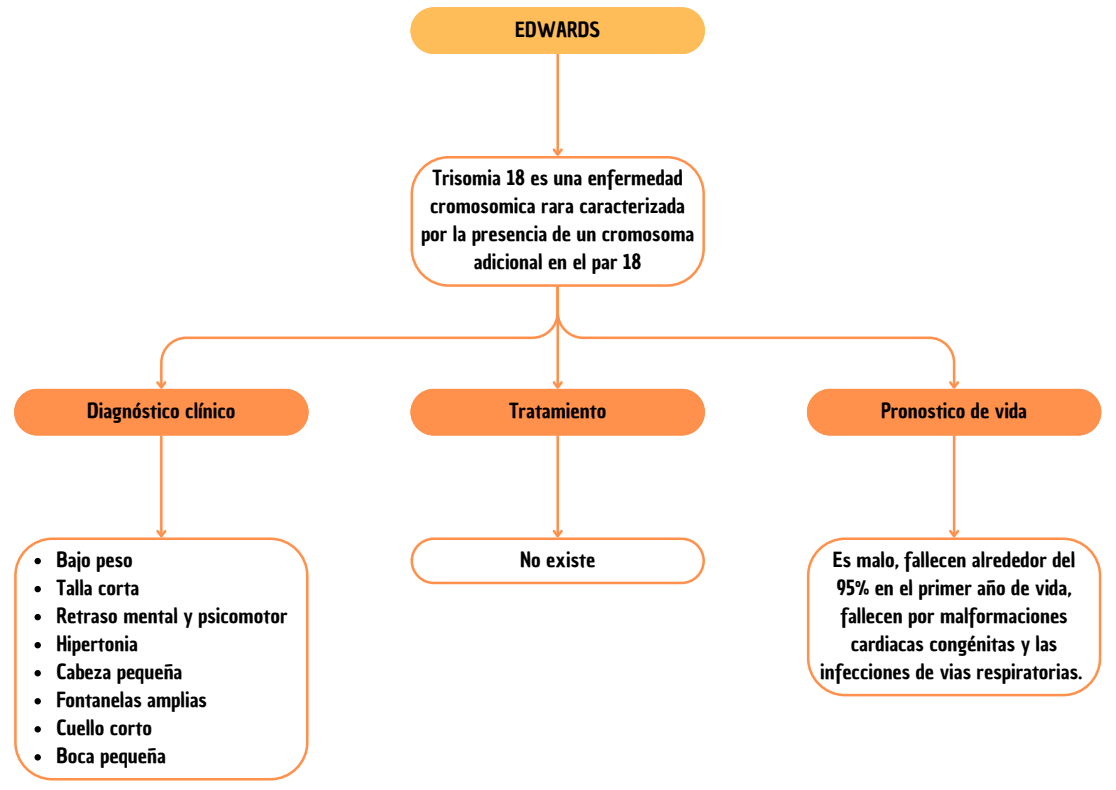 EDWARDS
Trisomia 18 es una enfermedad
cromosomica rara caracterizada
por la presencia de un cromosoma
adicional en el par 18
Diagnóstico clínico
Tratamiento
Pronostico de vida
• Bajo peso
• Talla corta
• Retraso mental y psicomotor
• Hipertonia
• Cabeza pequeña
• Fontanelas amplias
• Cuello corto
• Boca pequeña
No existe
Es malo, fallecen alrededor del
95% en el primer año de vida,
fallecen por malformaciones
cardiacas congénitas y las
infecciones de vias respiratorias.